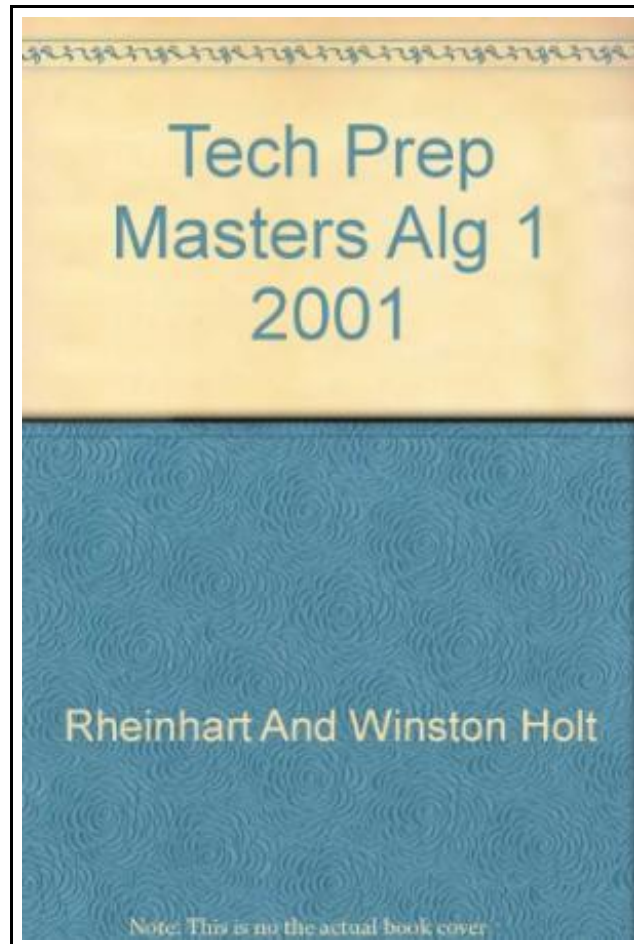 Tech Prep
Masters Alg 1
2001
Rheinhart And Winston Holt
Note: This is no the actual book cover